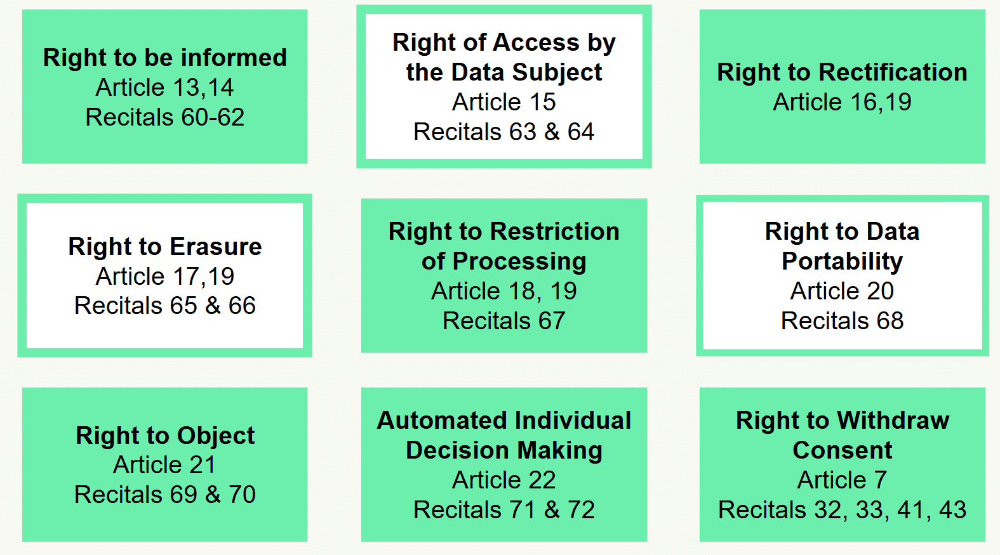 Right to be informed
Article 13,14
Recitals 60-62
Right of Access by
the Data Subject
Article 15
Recitals 63 & 64
Right to Rectification
Article 16,19
Right to Erasure
Article 17,19
Recitals 65 & 66
Right to Restriction
of Processing
Article 18, 19
Recitals 67
Right to Data
Portability
Article 20
Recitals 68
Right to Object
Article 21
Recitals 69 & 70
Automated Individual
Decision Making
Article 22
Recitals 71 & 72
Right to Withdraw
Consent
Article 7
Recitals 32, 33, 41, 43